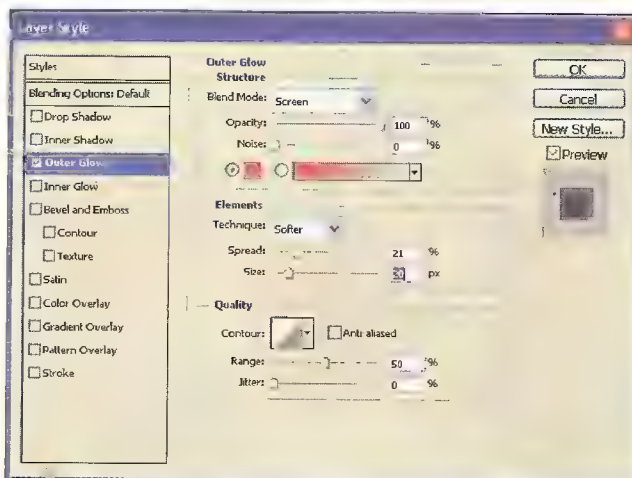 Layer Style
Styles
Blending Options: Default
Drop Shadow
Inner Shadow
Outer Glow
Inner Glow
Bevel and Emboss
Contour
Texture
Satin
Color Overlay
Gradient Overlay
Pattern Overlay
Stroke
Outer Glow
Structure
Blend Mode: Screen
Opacity: 100 %
Noise: 0 %
Elements
Technique: Softer
Spread: 21 %
Size: px
Quality
Contour: Anti-aliased
Range: 50 %
Jitter: 0 %
OK
Cancel
New Style...
Preview